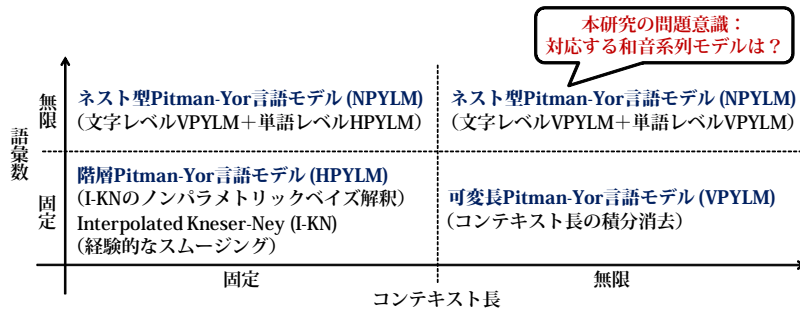 本研究の問題意識：
対応する和音系列モデルは？
ネスト型Pitman-Yor言語モデル (NPYLM)
（文字レベルVPYLM＋単語レベルHPYLM）
ネスト型Pitman-Yor言語モデル (NPYLM)
（文字レベルVPYLM＋単語レベルVPYLM）
無限
語彙数
固定
階層Pitman-Yor言語モデル (HPYLM)
（I-KNのノンパラメトリックベイズ解釈）
Interpolated Kneser-Ney (I-KN)
（経験的なスムージング）
可変長Pitman-Yor言語モデル (VPYLM)
（コンテキスト長の積分消去）
固定
無限
コンテキスト長